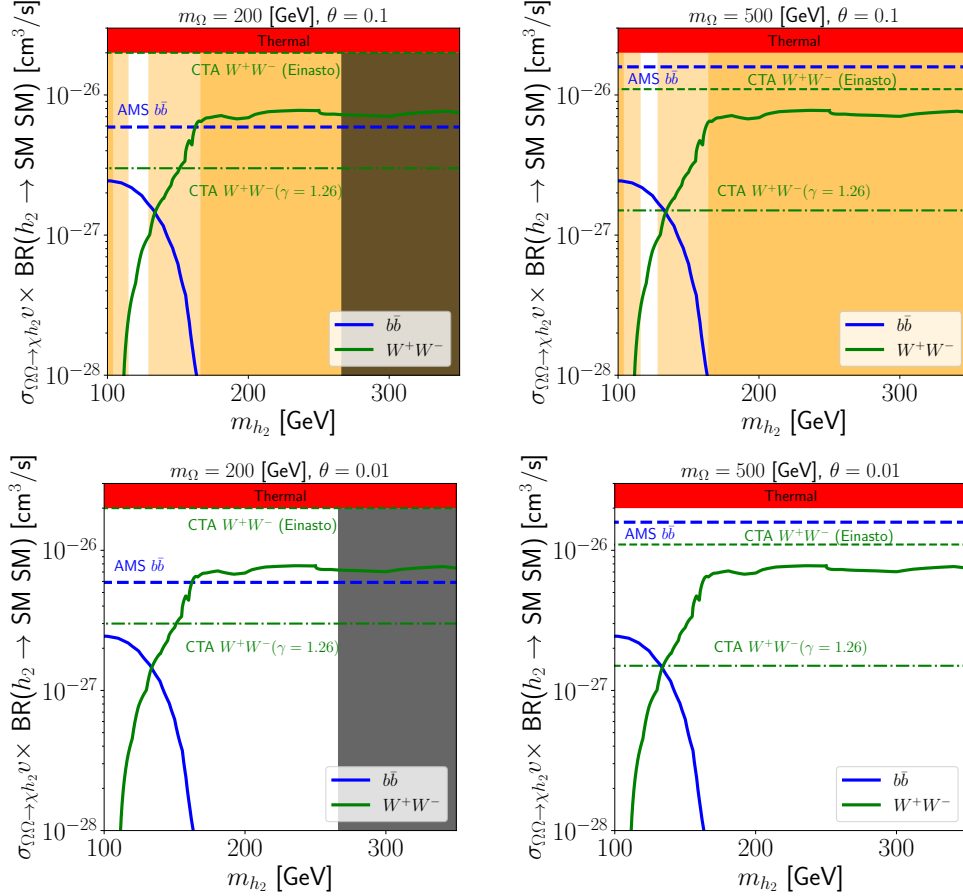 m_Ω = 200 [GeV], θ = 0.1
Thermal
CTA W⁺W⁻ (Einasto)
AMS bb̄
CTA W⁺W⁻(γ = 1.26)
bb̄
W⁺W⁻
10⁻²⁶
10⁻²⁷
10⁻²⁸
100
200
300
m_{h₂} [GeV]
σ_{ΩΩ→χh₂}v× BR(h₂ → SM SM) [cm³/s]
m_Ω = 500 [GeV], θ = 0.1
Thermal
AMS bb̄
CTA W⁺W⁻ (Einasto)
CTA W⁺W⁻(γ = 1.26)
bb̄
W⁺W⁻
10⁻²⁶
10⁻²⁷
10⁻²⁸
100
200
300
m_{h₂} [GeV]
σ_{ΩΩ→χh₂}v× BR(h₂ → SM SM) [cm³/s]
m_Ω = 200 [GeV], θ = 0.01
Thermal
CTA W⁺W⁻ (Einasto)
AMS bb̄
CTA W⁺W⁻(γ = 1.26)
bb̄
W⁺W⁻
10⁻²⁶
10⁻²⁷
10⁻²⁸
100
200
300
m_{h₂} [GeV]
σ_{ΩΩ→χh₂}v× BR(h₂ → SM SM) [cm³/s]
m_Ω = 500 [GeV], θ = 0.01
Thermal
AMS bb̄
CTA W⁺W⁻ (Einasto)
CTA W⁺W⁻(γ = 1.26)
bb̄
W⁺W⁻
10⁻²⁶
10⁻²⁷
10⁻²⁸
100
200
300
m_{h₂} [GeV]
σ_{ΩΩ→χh₂}v× BR(h₂ → SM SM) [cm³/s]